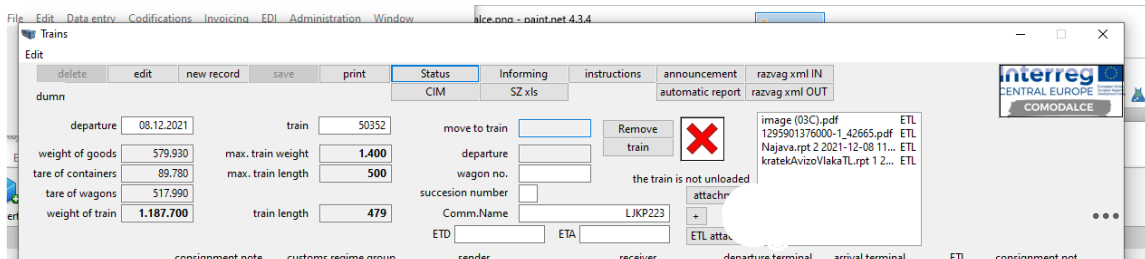 File Edit Data entry Codifications Invoicing EDI Administration Window
alce.png - paint.net 4.3.4
Trains
Edit
delete edit new record save print Status Informing instructions announcement razvag xml IN
CIM SZ xls automatic report razvag xml OUT
dumn
Interreg
CENTRAL EUROPE
COMODALCE
departure 08.12.2021 train 50352 move to train Remove train
weight of goods 579.930 max. train weight 1.400 departure
tare of containers 89.780 max. train length 500 wagon no. the train is not unloaded
tare of wagons 517.990 succesion number
weight of train 1.187.700 train length 479 Comm.Name LJKP223 +
ETD ETA ETL
image (03C).pdf ETL
1295901376000-1_42665.pdf ETL
Najava.rpt 2 2021-12-08 11... ETL
kratekAvizoVlakaTL.rpt 1 2... ETL
consignment note customs regime group sender receiver departure terminal arrival terminal ETL consignment not